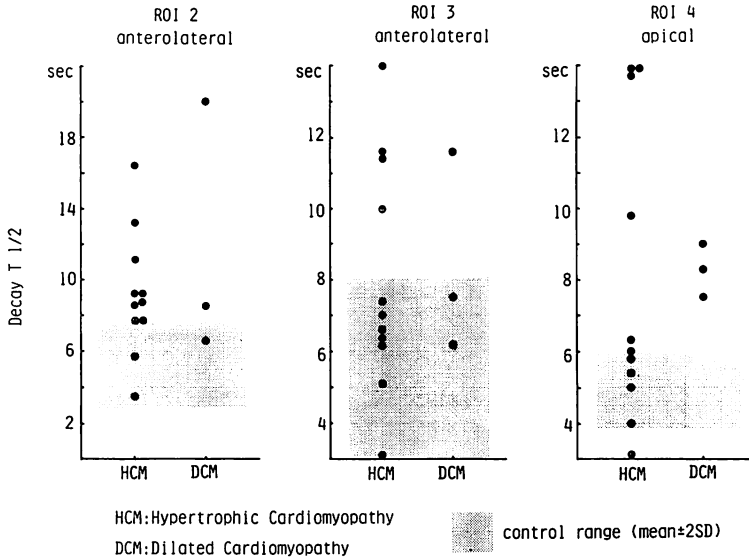 ROI 2
anterolateral
ROI 3
anterolateral
ROI 4
apical
Decay T 1/2
sec
18
14
10
6
2
HCM DCM
sec
12
10
8
6
4
HCM DCM
sec
12
10
8
6
4
HCM DCM
HCM:Hypertrophic Cardiomyopathy
DCM:Dilated Cardiomyopathy
control range (mean±2SD)